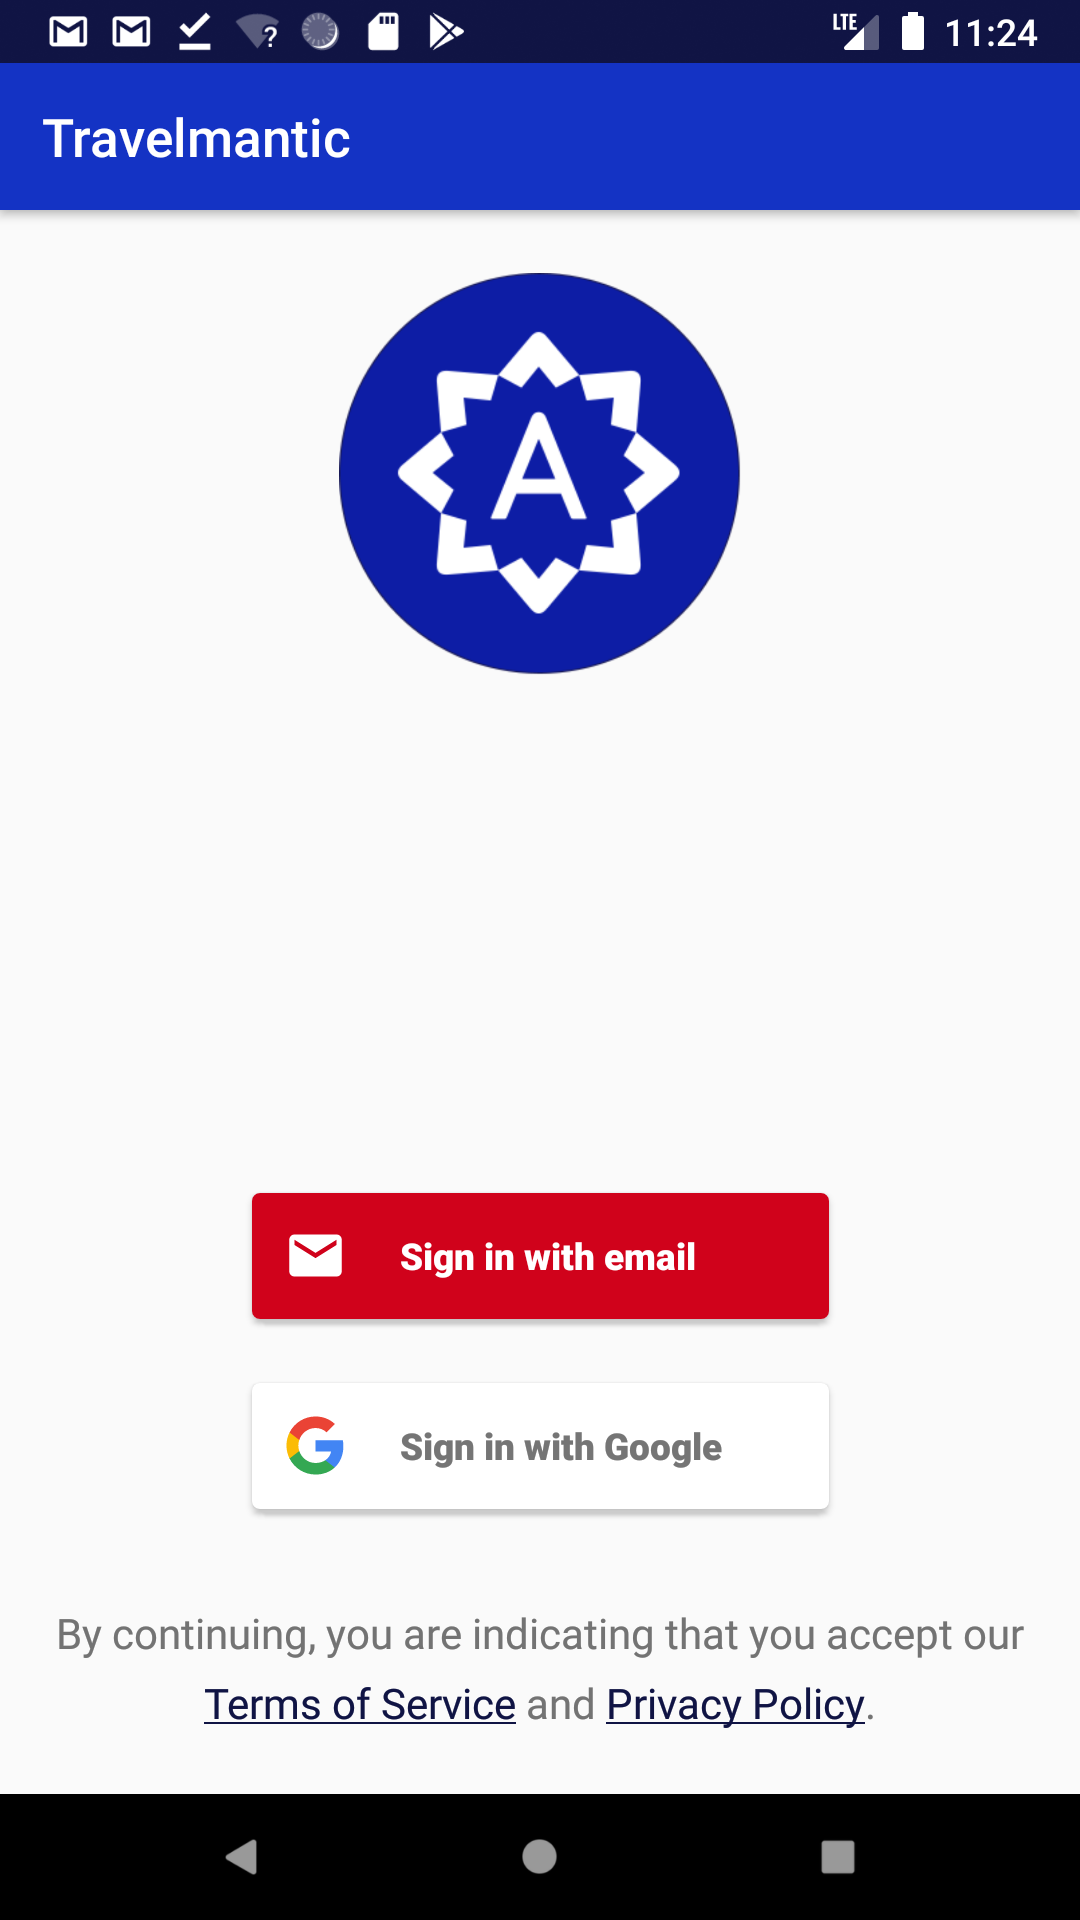 LTE 11:24
Travelmantic
A
Sign in with email
Sign in with Google
By continuing, you are indicating that you accept our
Terms of Service and Privacy Policy.